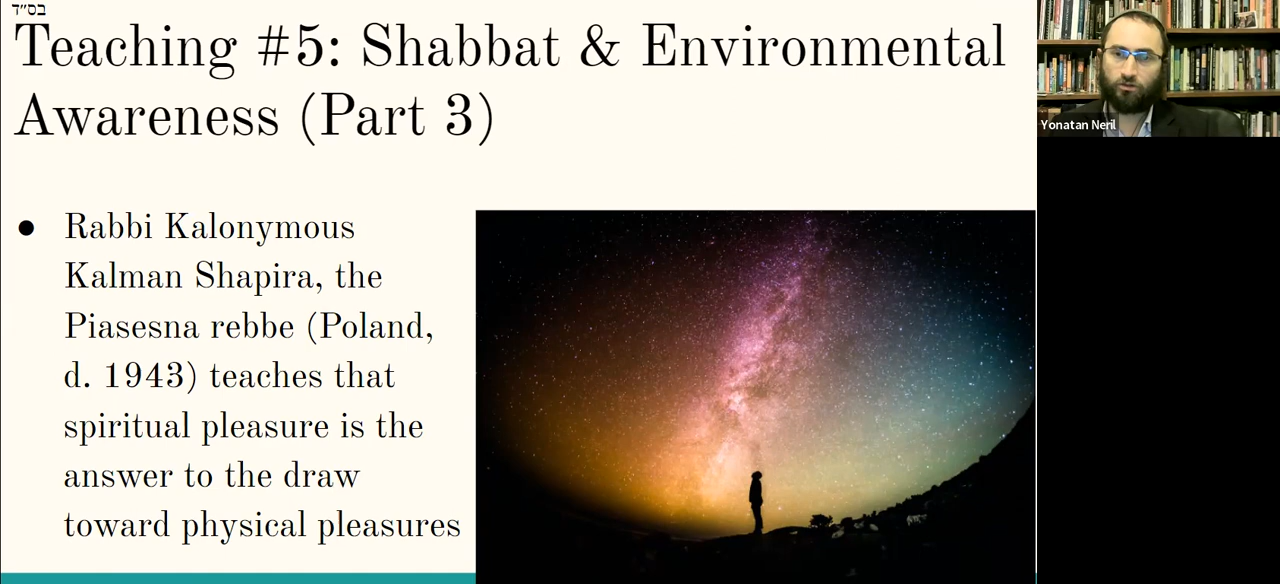 בס״ד
Teaching #5: Shabbat & Environmental
Awareness (Part 3)
● Rabbi Kalonymous
Kalman Shapira, the
Piasesna rebbe (Poland,
d. 1943) teaches that
spiritual pleasure is the
answer to the draw
toward physical pleasures
Yonatan Neril